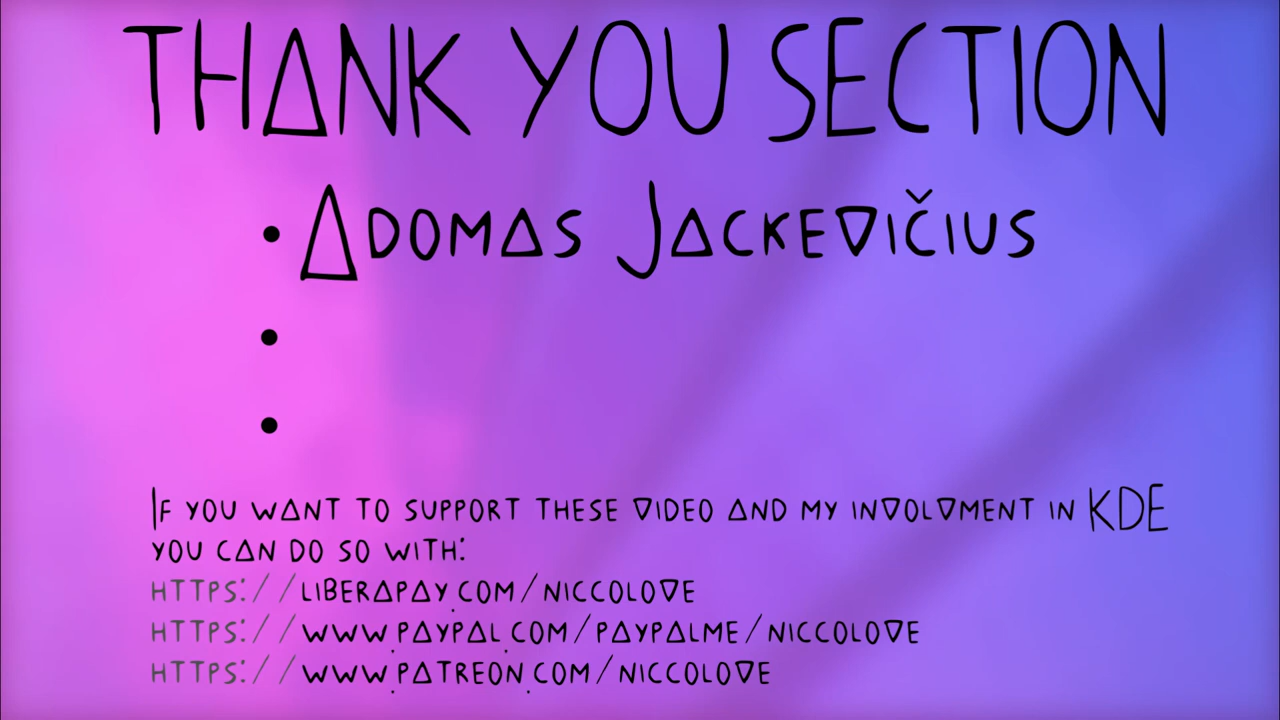 THANK YOU SECTION
• Adomas Jackevičius
•
•
If you want to support these video and my involvment in KDE
you can do so with:
https://liberapay.com/niccolove
https://www.paypal.com/paypalme/niccolove
https://www.patreon.com/niccolove